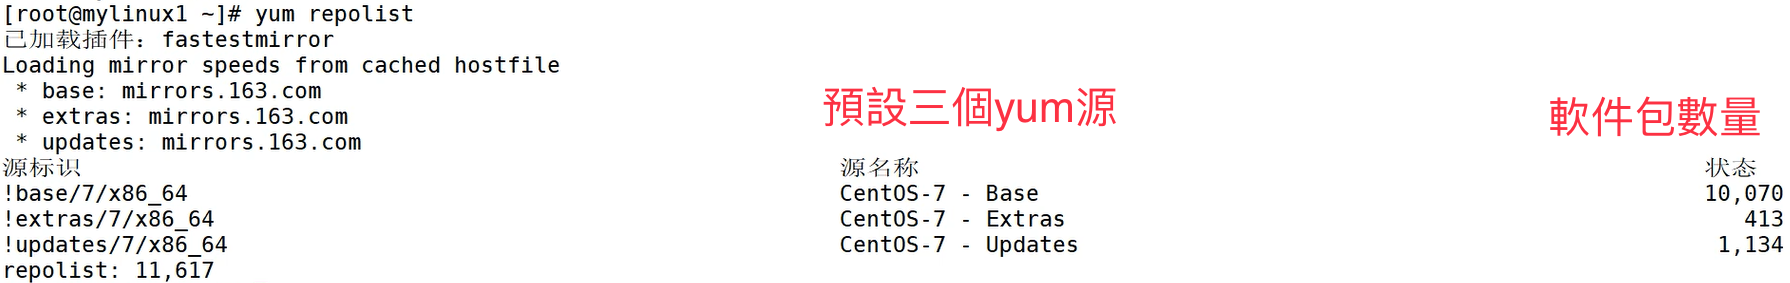 [root@mylinux1 ~]# yum repolist
已加载插件：fastestmirror
Loading mirror speeds from cached hostfile
 * base: mirrors.163.com
 * extras: mirrors.163.com
 * updates: mirrors.163.com
預設三個yum源 軟件包數量
源标识 源名称 状态
!base/7/x86_64 CentOS-7 - Base 10,070
!extras/7/x86_64 CentOS-7 - Extras 413
!updates/7/x86_64 CentOS-7 - Updates 1,134
repolist: 11,617